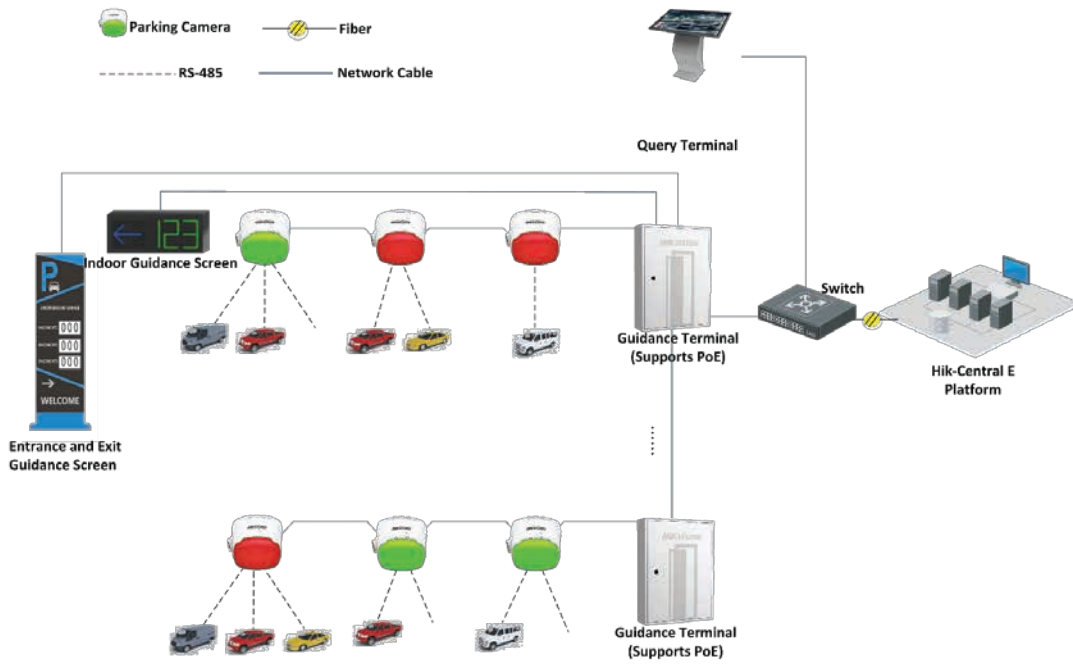 Parking Camera
Fiber
RS-485
Network Cable
Query Terminal
123
Indoor Guidance Screen
P
000
000
000
WELCOME
Entrance and Exit
Guidance Screen
Guidance Terminal
(Supports PoE)
Switch
Hik-Central E
Platform
Guidance Terminal
(Supports PoE)